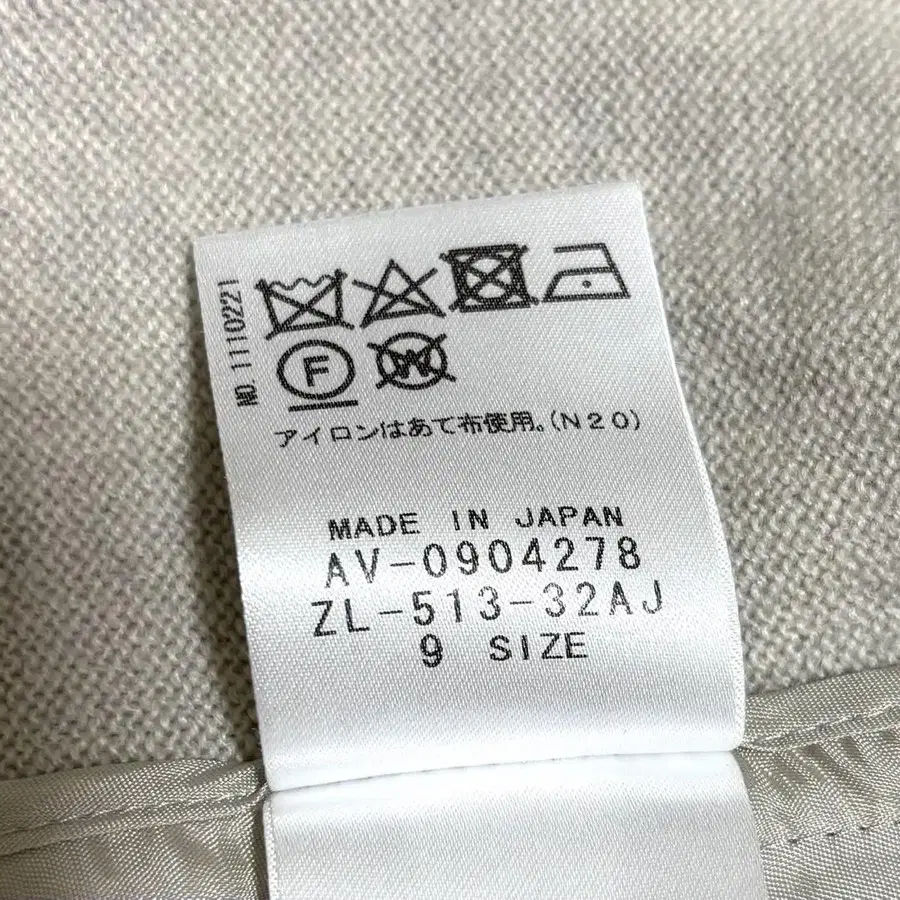 NO. 1110221
F
W
アイロンはあて布使用。(N20)
MADE IN JAPAN
AV-0904278
ZL-513-32AJ
9 SIZE